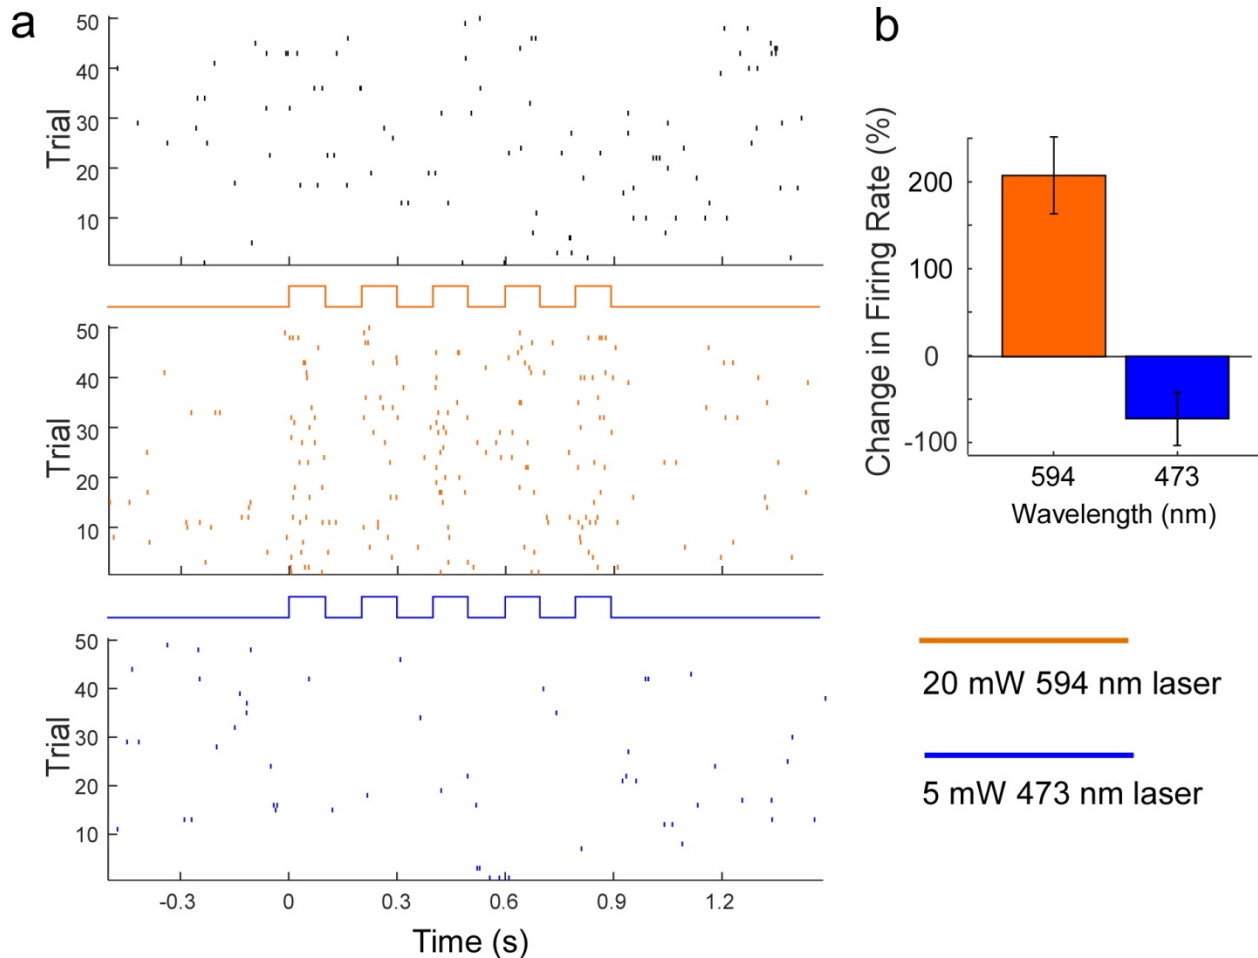 a
50
40
30
20
10
Trial
50
40
30
20
10
Trial
50
40
30
20
10
Trial
-0.3 0 0.3 0.6 0.9 1.2
Time (s)
b
Change in Firing Rate (%)
200
100
0
-100
594 473
Wavelength (nm)
20 mW 594 nm laser
5 mW 473 nm laser